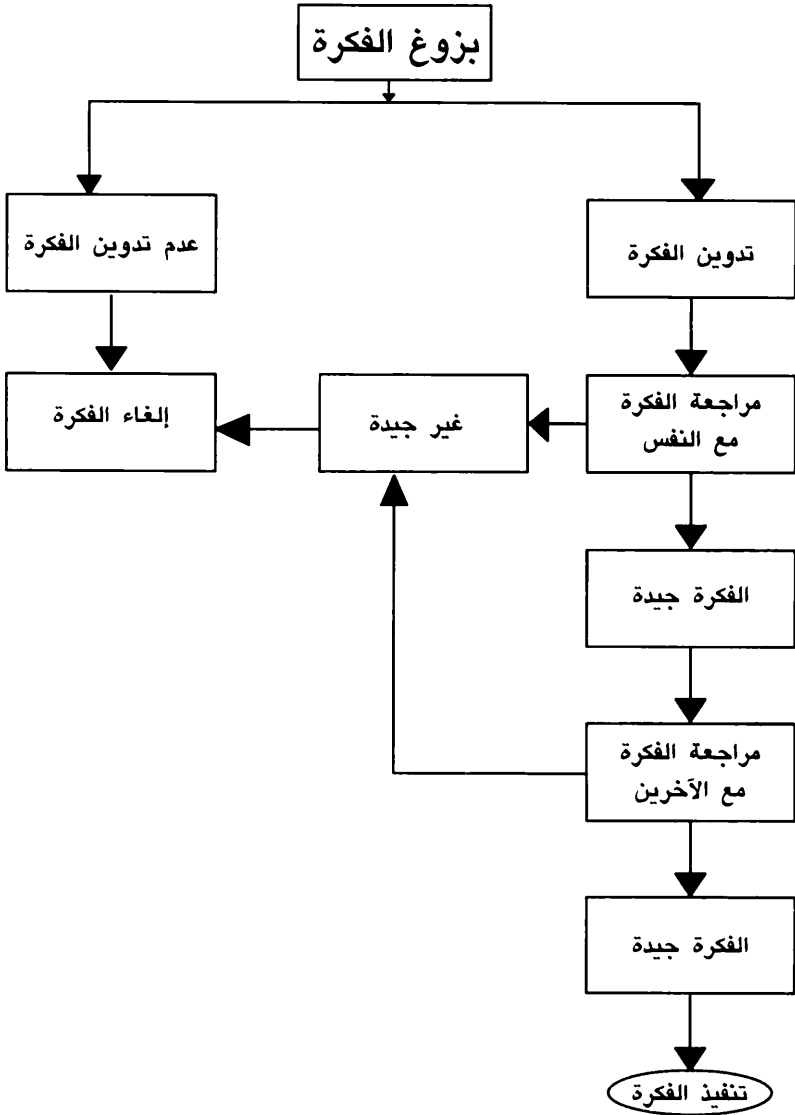 بزوغ الفكرة
تدوين الفكرة
عدم تدوين الفكرة
مراجعة الفكرة
مع النفس
غير جيدة
إلغاء الفكرة
الفكرة جيدة
مراجعة الفكرة
مع الآخرين
الفكرة جيدة
تنفيذ الفكرة